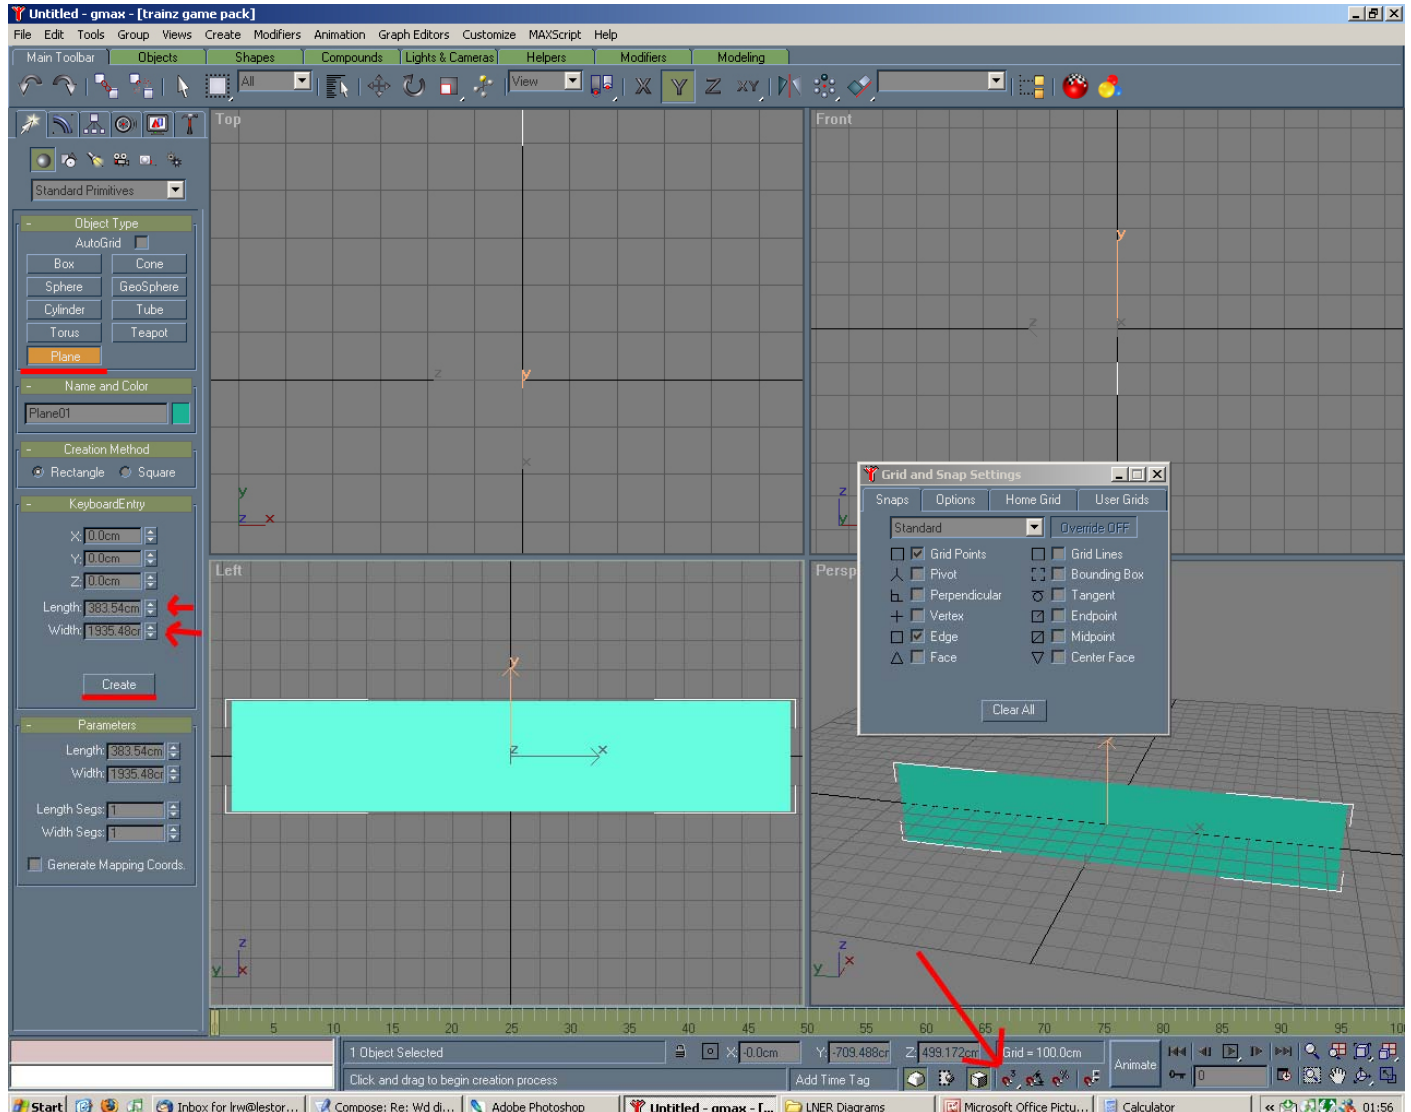 Untitled - gmax - [trainz game pack]
File Edit Tools Group Views Create Modifiers Animation Graph Editors Customize MAXScript Help
Main Toolbar Objects Shapes Compounds Lights & Cameras Helpers Modifiers Modeling
All View X Y Z XY
Standard Primitives
- Object Type
AutoGrid
Box Cone
Sphere GeoSphere
Cylinder Tube
Torus Teapot
Plane
- Name and Color
Plane01
- Creation Method
Rectangle Square
- KeyboardEntry
X: 0.0cm
Y: 0.0cm
Z: 0.0cm
Length: 383.54cm
Width: 1935.48cr
Create
- Parameters
Length: 383.54cm
Width: 1935.48cr
Length Segs: 1
Width Segs: 1
Generate Mapping Coords.
Top
z y
x
y
z x
Front
y
z x
z
y
Left
y
z x
z
y x
Persp
x
z
y x
Grid and Snap Settings
Snaps Options Home Grid User Grids
Standard Override OFF
Grid Points Grid Lines
Pivot Bounding Box
Perpendicular Tangent
Vertex Endpoint
Edge Midpoint
Face Center Face
Clear All
5 10 15 20 25 30 35 40 45 50 55 60 65 70 75 80 85 90 95 10
1 Object Selected X: -0.0cm Y: -709.488cr Z: 499.172cm Grid = 100.0cm
Animate
Click and drag to begin creation process Add Time Tag 0
Start Inbox for lrw@lestor... Compose: Re: Wd di... Adobe Photoshop Untitled - gmax - [... LNER Diagrams Microsoft Office Pictu... Calculator « 01:56